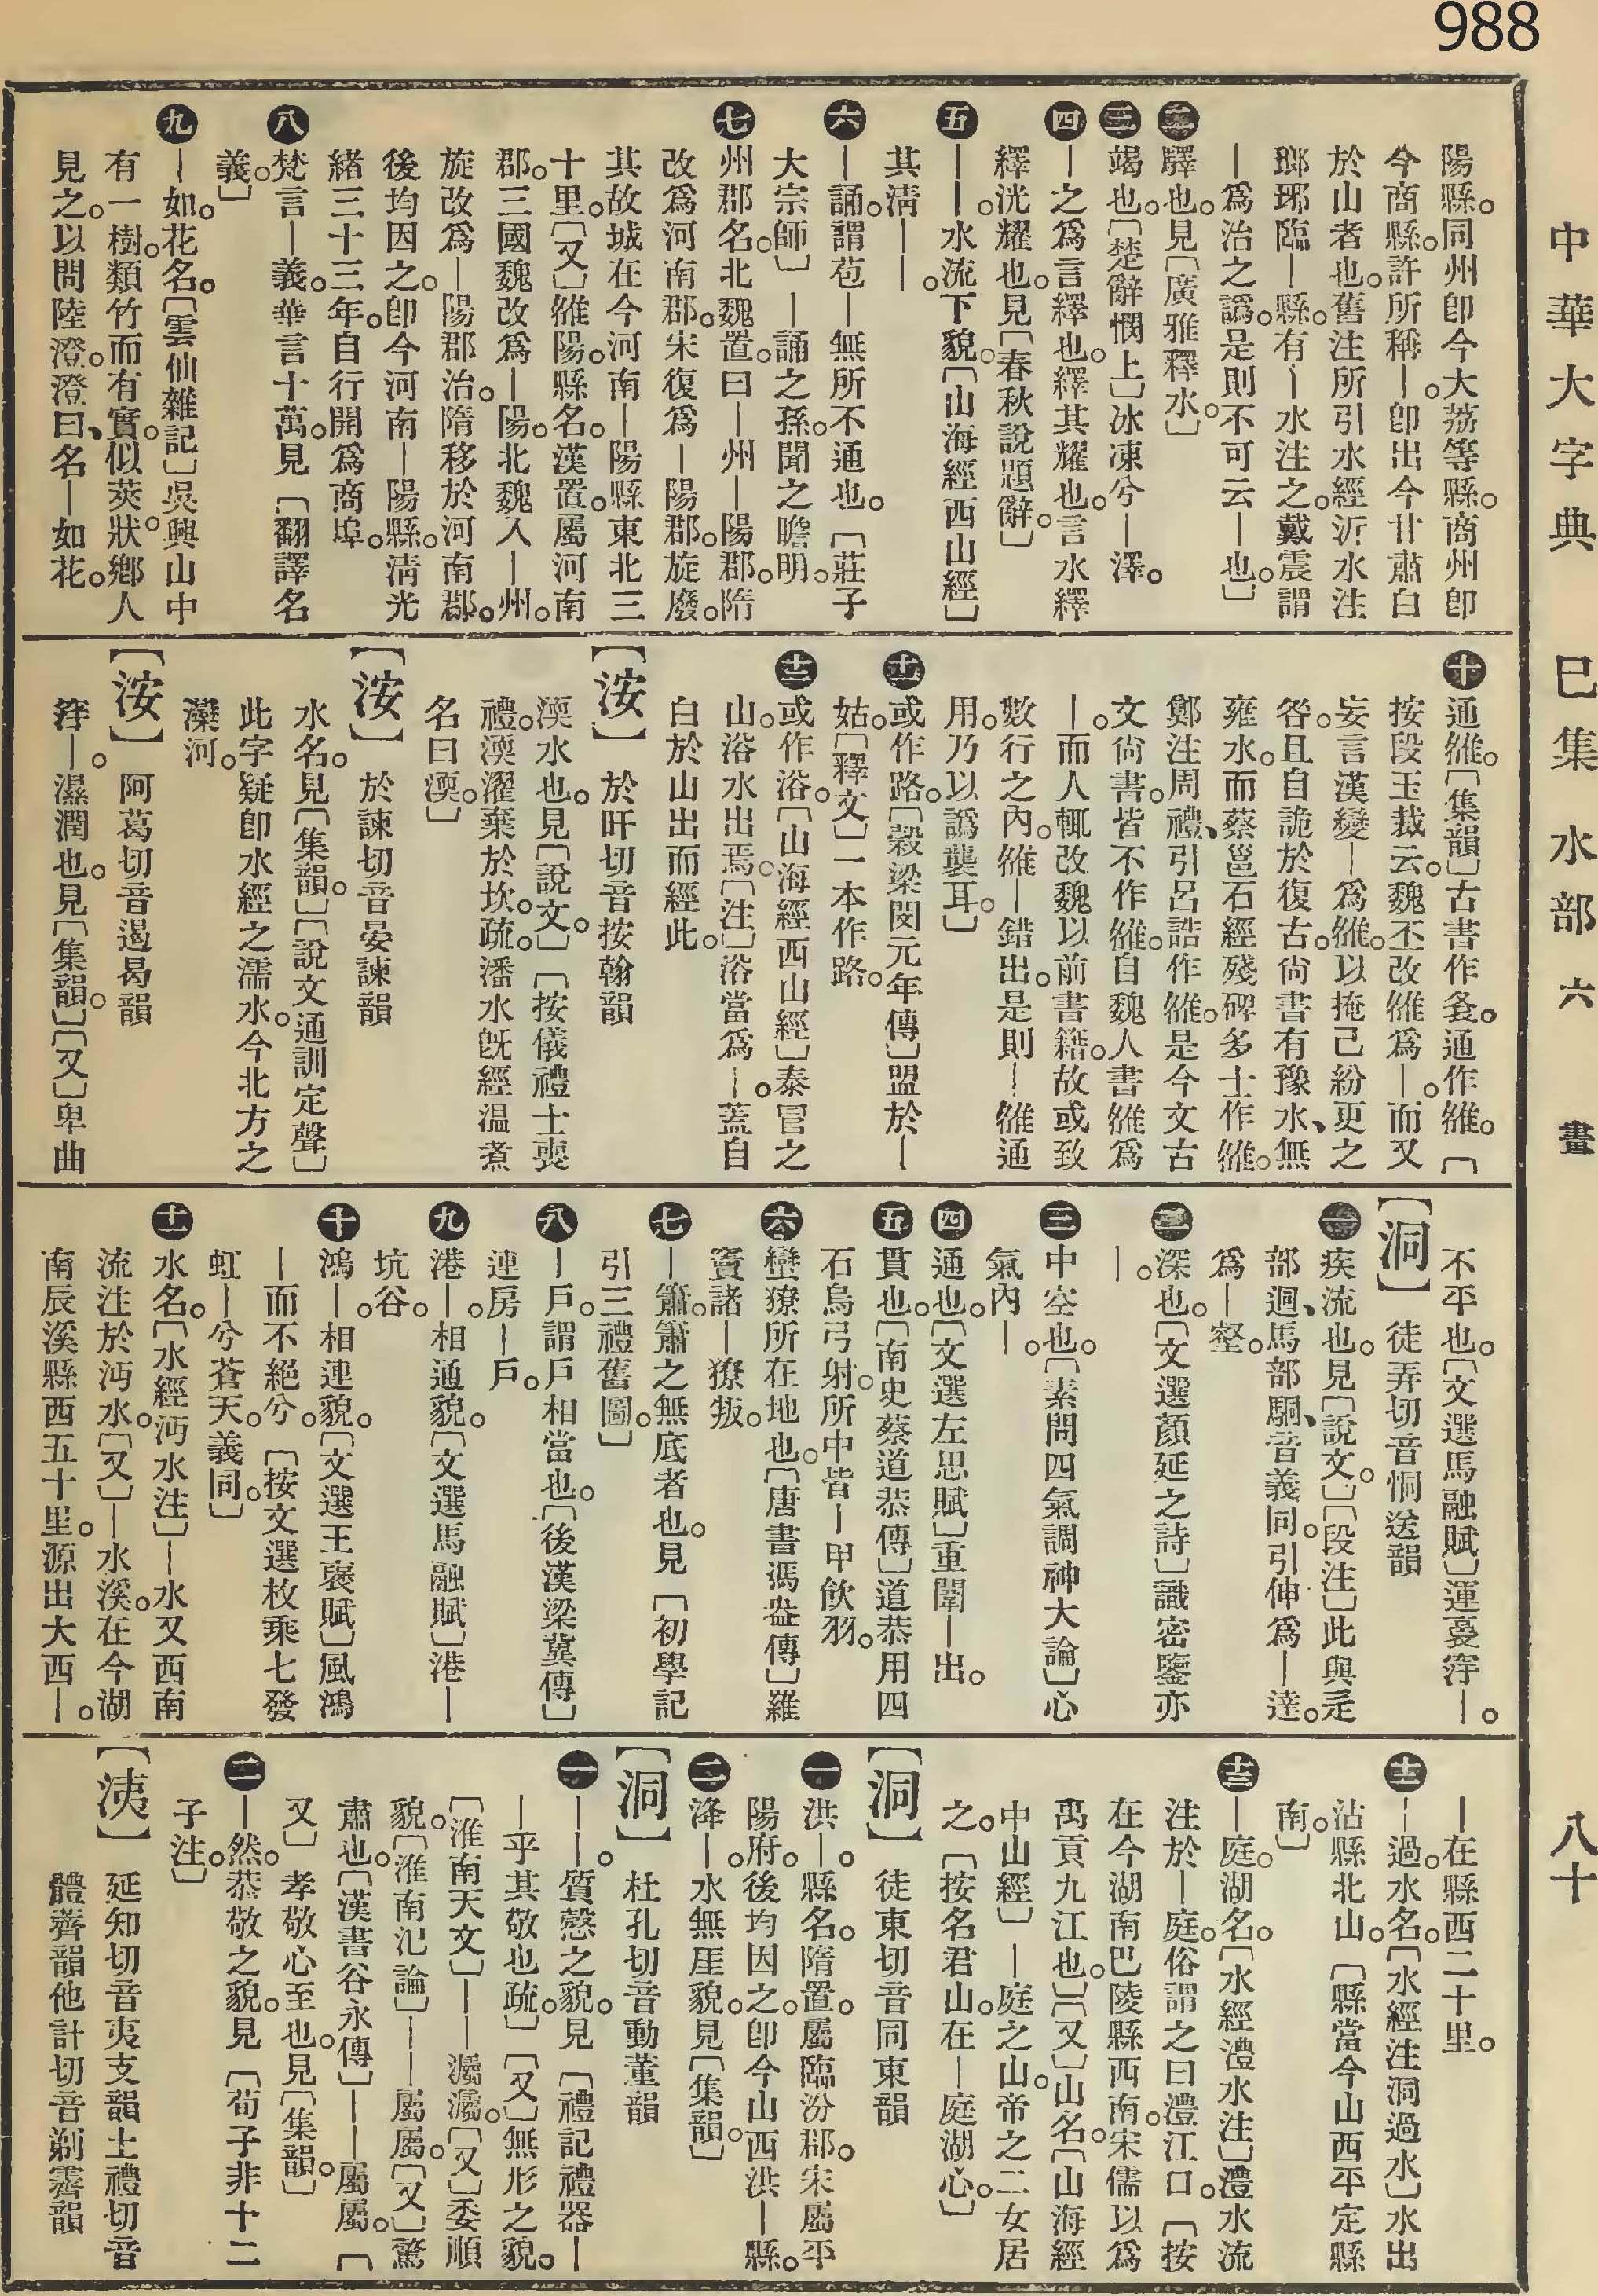 988
中華大字典 巳集 水部 六畫 八十
陽縣。同州卽今大荔等縣。商州卽
今商縣。許所稱｜。卽出今甘肅白
於山者也。舊注所引水經沂水注
瑯琊臨｜縣。有｜水注之。戴震謂
｜爲治之譌。是則不可云｜也。〕
㊁驛也。見〔廣雅釋水。〕
㊂竭也。〔楚辭憫上〕冰凍兮｜澤。
㊃｜之爲言繹也。繹其耀也。言水繹
繹洸耀也。見〔春秋說題辭。〕
㊄｜｜。水流下貌。〔山海經西山經〕
其淸｜｜。
㊅｜誦。謂苞｜無所不通也。〔莊子
大宗師〕｜誦之孫。聞之瞻明。
㊆州郡名。北魏置。曰｜州｜陽郡。隋
改爲河南郡。宋復爲｜陽郡。旋廢。
其故城在今河南｜陽縣東北三
十里。〔又〕雒陽。縣名。漢置。屬河南
郡。三國魏改爲｜陽。北魏入｜州。
旋改爲｜陽郡治。隋移於河南郡。
後均因之。卽今河南｜陽縣。淸光
緒三十三年。自行開爲商埠。
㊇梵言｜義。華言十萬。見〔翻譯名
義。〕
㊈｜如。花名。〔雲仙雜記〕吳興山中
有一樹。類竹而有實。似莢狀。鄉人
見之。以問陸澄。澄曰、名｜如花。
㊉通雒。〔集韻〕古書作㕣。通作雒。〔
按段玉裁云。魏丕改雒爲｜。而又
妄言漢變｜爲雒。以掩己紛更之
咎。且自詭於復古。尙書有豫水、無
雍水。而蔡邕石經殘碑多士作雒。
鄭注周禮、引呂誥作雒。是今文古
文尙書。皆不作雒。自魏人書雒爲
｜。而人輒改魏以前書籍。故或致
數行之內。雒｜錯出。是則｜雒通
用。乃以譌襲耳。〕
⑪或作路。〔穀梁閔元年傳〕盟於｜
姑。〔釋文〕一本作路。
⑫或作浴。〔山海經西山經〕泰冒之
山。浴水出焉。〔注〕浴當爲｜。蓋自
白於山出而經此。
【洝】於旰切音按翰韻
渜水也。見〔說文。〕〔按儀禮士喪
禮。渜濯棄於坎。疏。潘水旣經溫煮
名曰渜。〕
【洝】於諫切音晏諫韻
水名。見〔集韻。〕〔說文通訓定聲〕
此字疑卽水經之濡水。今北方之
灤河。
【洝】阿葛切音遏曷韻
㴿｜。濕潤也。見〔集韻。〕〔又〕卑曲
不平也。〔文選馬融賦〕運裛㴿｜。
【洞】徒弄切音恫送韻
㊀疾流也。見〔說文。〕〔段注〕此與辵
部迵、馬部駧、音義同。引伸爲｜達。
爲｜壑。
㊁深也。〔文選顏延之詩〕識密鑒亦
｜。
㊂中空也。〔素問四氣調神大論〕心
氣內｜。
㊃通也。〔文選左思賦〕重闈｜出。
㊄貫也。〔南史蔡道恭傳〕道恭用四
石烏弓射。所中皆｜甲飮羽。
㊅蠻獠所在地也。〔唐書馮盎傳〕羅
竇諸｜獠叛。
㊆｜簫。簫之無底者也。見〔初學記
引三禮舊圖。〕
㊇｜戶。謂戶相當也。〔後漢梁冀傳〕
連房｜戶。
㊈港｜。相通貌。〔文選馬融賦〕港｜
坑谷。
㊉鴻｜。相連貌。〔文選王襃賦〕風鴻
｜而不絕兮。〔按文選枚乘七發
虹｜兮蒼天。義同。〕
⑪水名。〔水經沔水注〕｜水又西南
流注於沔水。〔又〕｜水溪。在今湖
南辰溪縣西五十里。源出大酉｜。
｜在縣西二十里。
⑫｜過。水名。〔水經注洞過水〕水出
沾縣北山。〔縣當今山西平定縣
南。〕
⑬｜庭。湖名。〔水經澧水注〕澧水流
注於｜庭。俗謂之曰澧江口。〔按
在今湖南巴陵縣西南。宋儒以爲
禹貢九江也。〕〔又〕山名。〔山海經
中山經〕｜庭之山。帝之二女居
之。〔按名君山。在｜庭湖心。〕
【洞】徒東切音同東韻
㊀洪｜。縣名。隋置。屬臨汾郡。宋屬平
陽府。後均因之。卽今山西洪｜縣。
㊁洚｜。水無厓貌。見〔集韻。〕
【洞】杜孔切音動董韻
㊀｜｜。質慤之貌。見〔禮記禮器｜
｜乎其敬也疏。〕〔又〕無形之貌。
〔淮南天文〕｜｜灟灟。〔又〕委順
貌。〔淮南氾論〕｜｜屬屬。〔又〕驚
肅也。〔漢書谷永傳〕｜｜屬屬。〔
又〕孝敬心至也。見〔集韻。〕
㊁｜然。恭敬之貌。見〔荀子非十二
子注。〕
【洟】延知切音夷支韻土禮切音
體薺韻他計切音剃霽韻